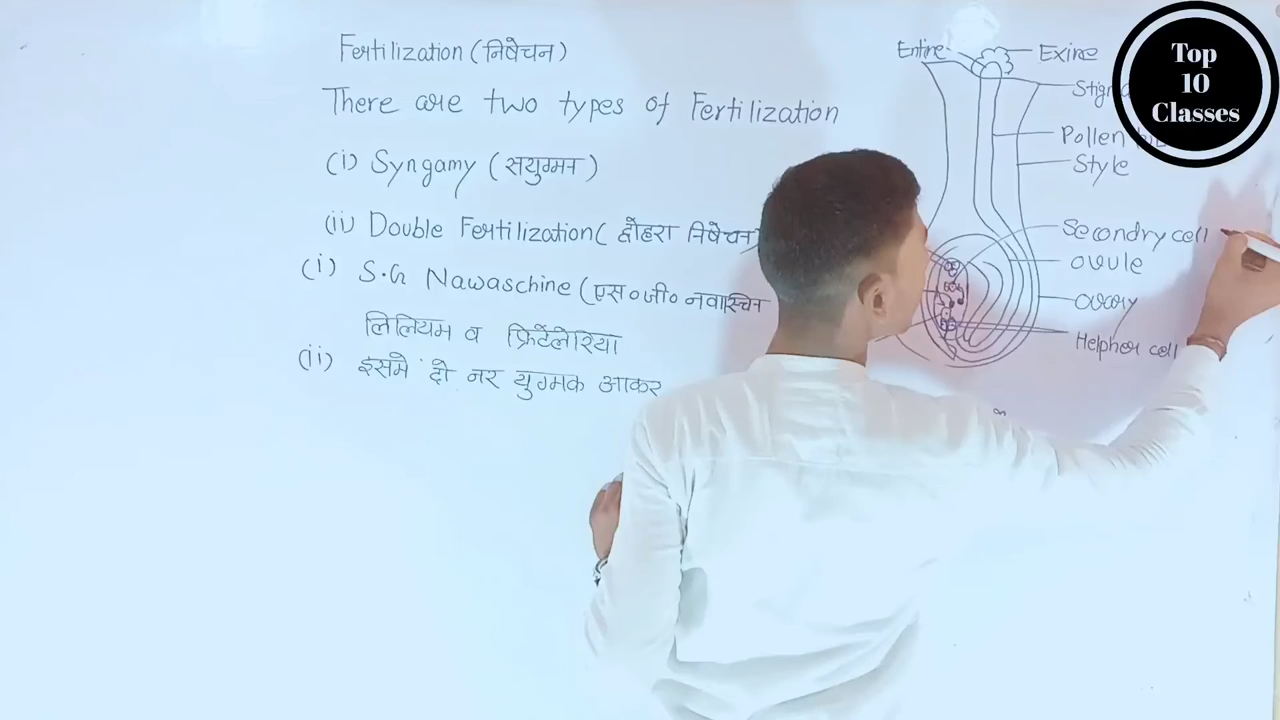 Fertilization (निषेचन)
There are two types of Fertilization
(i) Syngamy (सयुग्मन)
(ii) Double Fertilization ( दोहरा निषेचन)
(i) S.G Nawaschine (एस०जी० नवास्चिन
लिलियम व फ्रिटेलेरिया
(ii) इसमें दो नर युग्मक आकर
Entine
Exine
Pollen
Style
Secondry cell
ovule
ovary
Helpher cell
Top
10
Classes